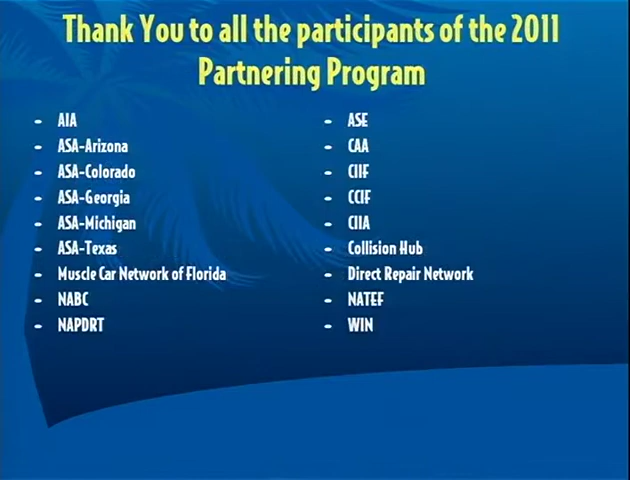 Thank You to all the participants of the 2011
Partnering Program
- AIA
- ASA-Arizona
- ASA-Colorado
- ASA-Georgia
- ASA-Michigan
- ASA-Texas
- Muscle Car Network of Florida
- NABC
- NAPDRT
- ASE
- CAA
- CIIF
- CCIF
- CIIA
- Collision Hub
- Direct Repair Network
- NATEF
- WIN